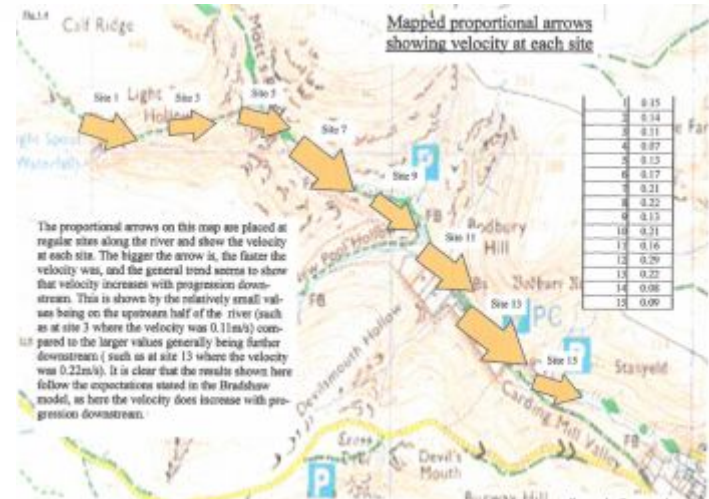 Fig.1.4
Calf Ridge
Mapped proportional arrows
showing velocity at each site
Site 1
Light
Hollow
Site 3
Site 5
Site 7
Site 9
Site 11
Site 13
Site 15
Bodbury
Hill
FB
FB
FB
PC
P
P
P
Devilsmouth Hollow
Carding Mill Valley
Devil's
Mouth
1 0.15
2 0.14
3 0.11
4 0.07
5 0.13
6 0.17
7 0.21
8 0.22
9 0.13
10 0.21
11 0.16
12 0.29
13 0.22
14 0.08
15 0.09
The proportional arrows on this map are placed at
regular sites along the river and show the velocity
at each site. The bigger the arrow is, the faster the
velocity was, and the general trend seems to show
that velocity increases with progression down-
stream. This is shown by the relatively small val-
ues being on the upstream half of the river (such
as at site 3 where the velocity was 0.11m/s) com-
pared to the larger values generally being further
downstream ( such as at site 13 where the velocity
was 0.22m/s). It is clear that the results shown here
follow the expectations stated in the Bradshaw
model, as here the velocity does increase with pro-
gression downstream.